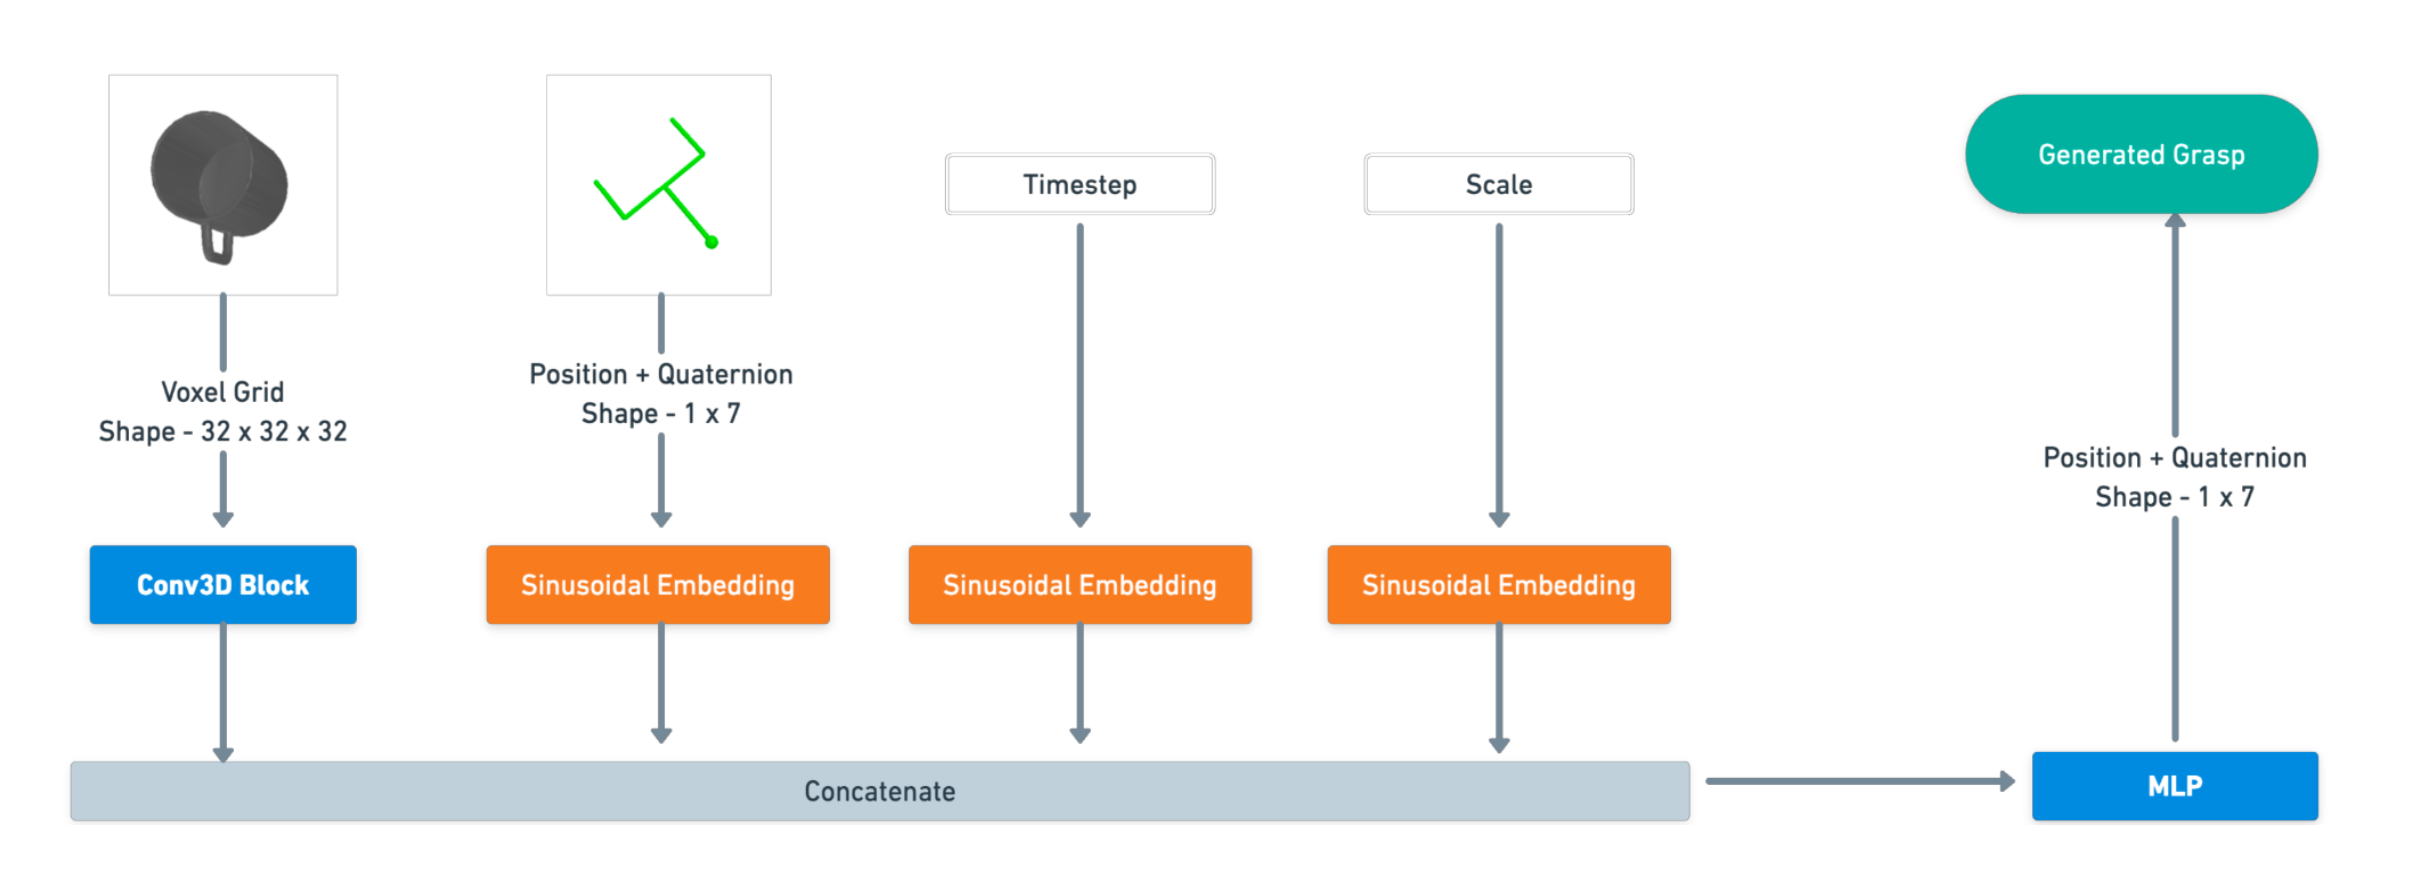 Timestep
Scale
Generated Grasp
Voxel Grid
Shape - 32 x 32 x 32
Position + Quaternion
Shape - 1 x 7
Position + Quaternion
Shape - 1 x 7
Conv3D Block
Sinusoidal Embedding
Sinusoidal Embedding
Sinusoidal Embedding
Concatenate
MLP